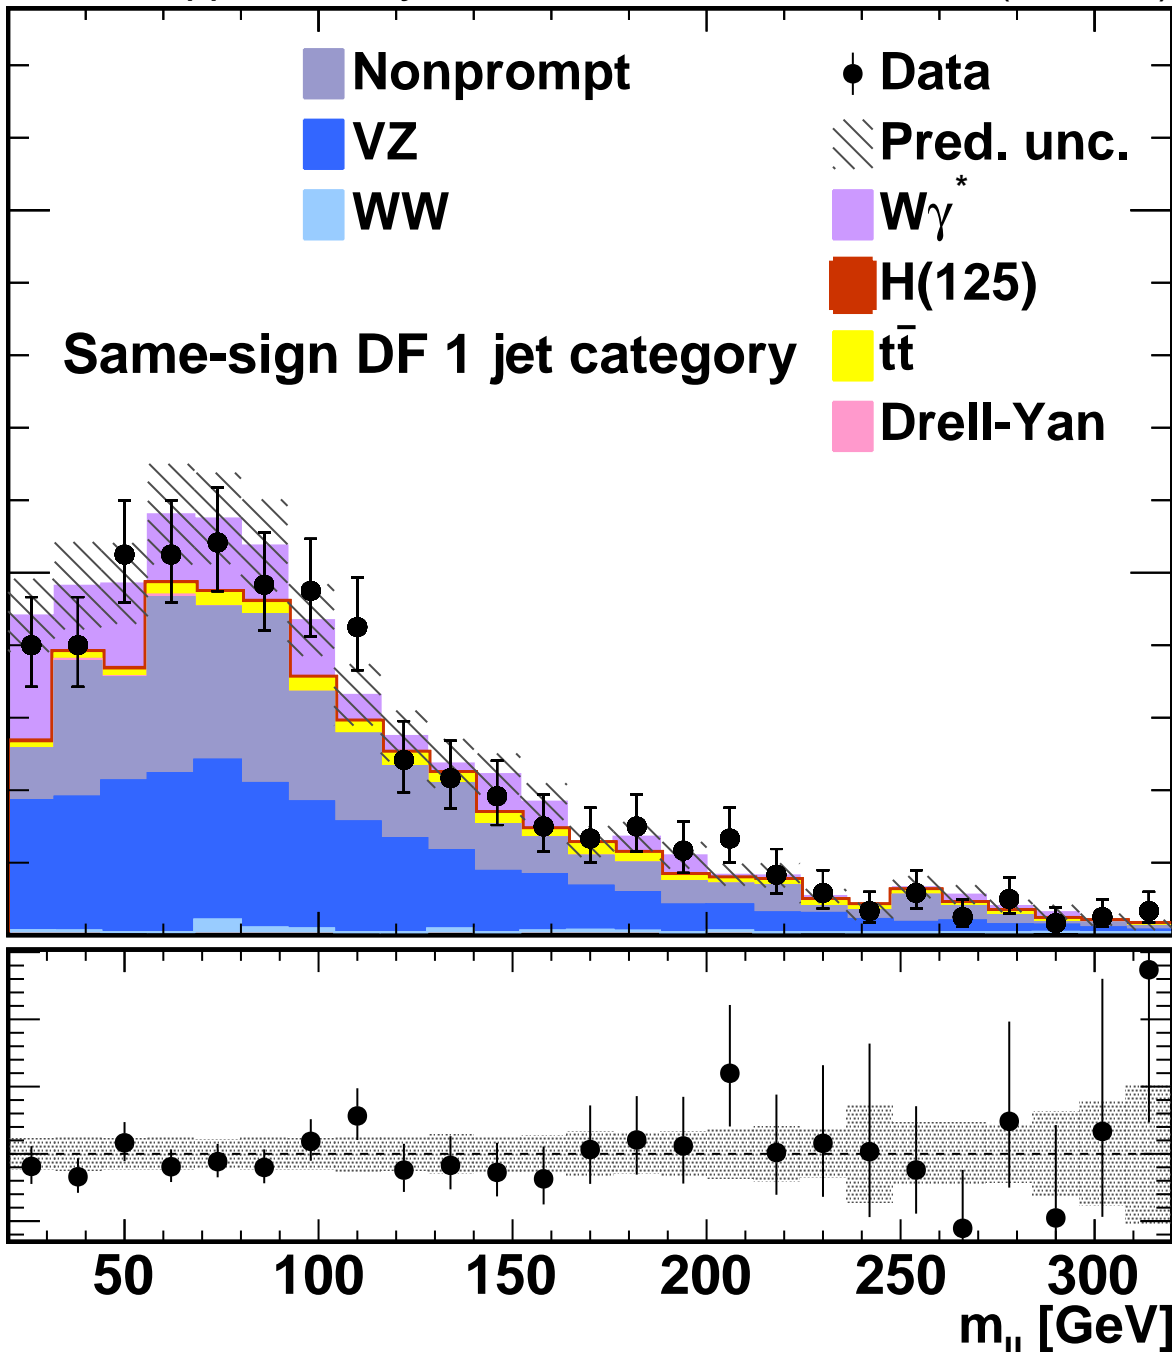 Nonprompt
VZ
WW
Data
Pred. unc.
Wγ*
H(125)
tt̄
Drell-Yan
Same-sign DF 1 jet category
50 100 150 200 250 300
m_ll [GeV]